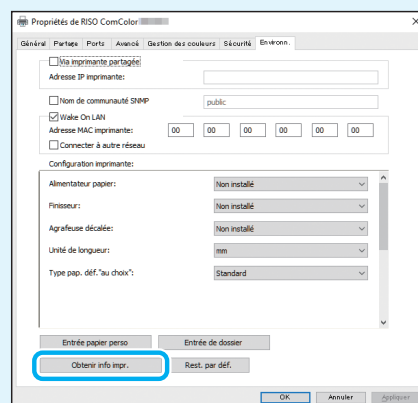 Propriétés de RISO ComColor
Général Partage Ports Avancé Gestion des couleurs Sécurité Environn.
Via imprimante partagée
Adresse IP imprimante:
Nom de communauté SNMP public
Wake On LAN
Adresse MAC imprimante: 00 00 00 00 00 00
Connecter à autre réseau
Configuration imprimante:
Alimentateur papier: Non installé
Finisseur: Non installé
Agrafeuse décalée: Non installé
Unité de longueur: mm
Type pap. déf."au choix": Standard
Entrée papier perso Entrée de dossier
Obtenir info impr. Rest. par déf.
OK Annuler Appliquer